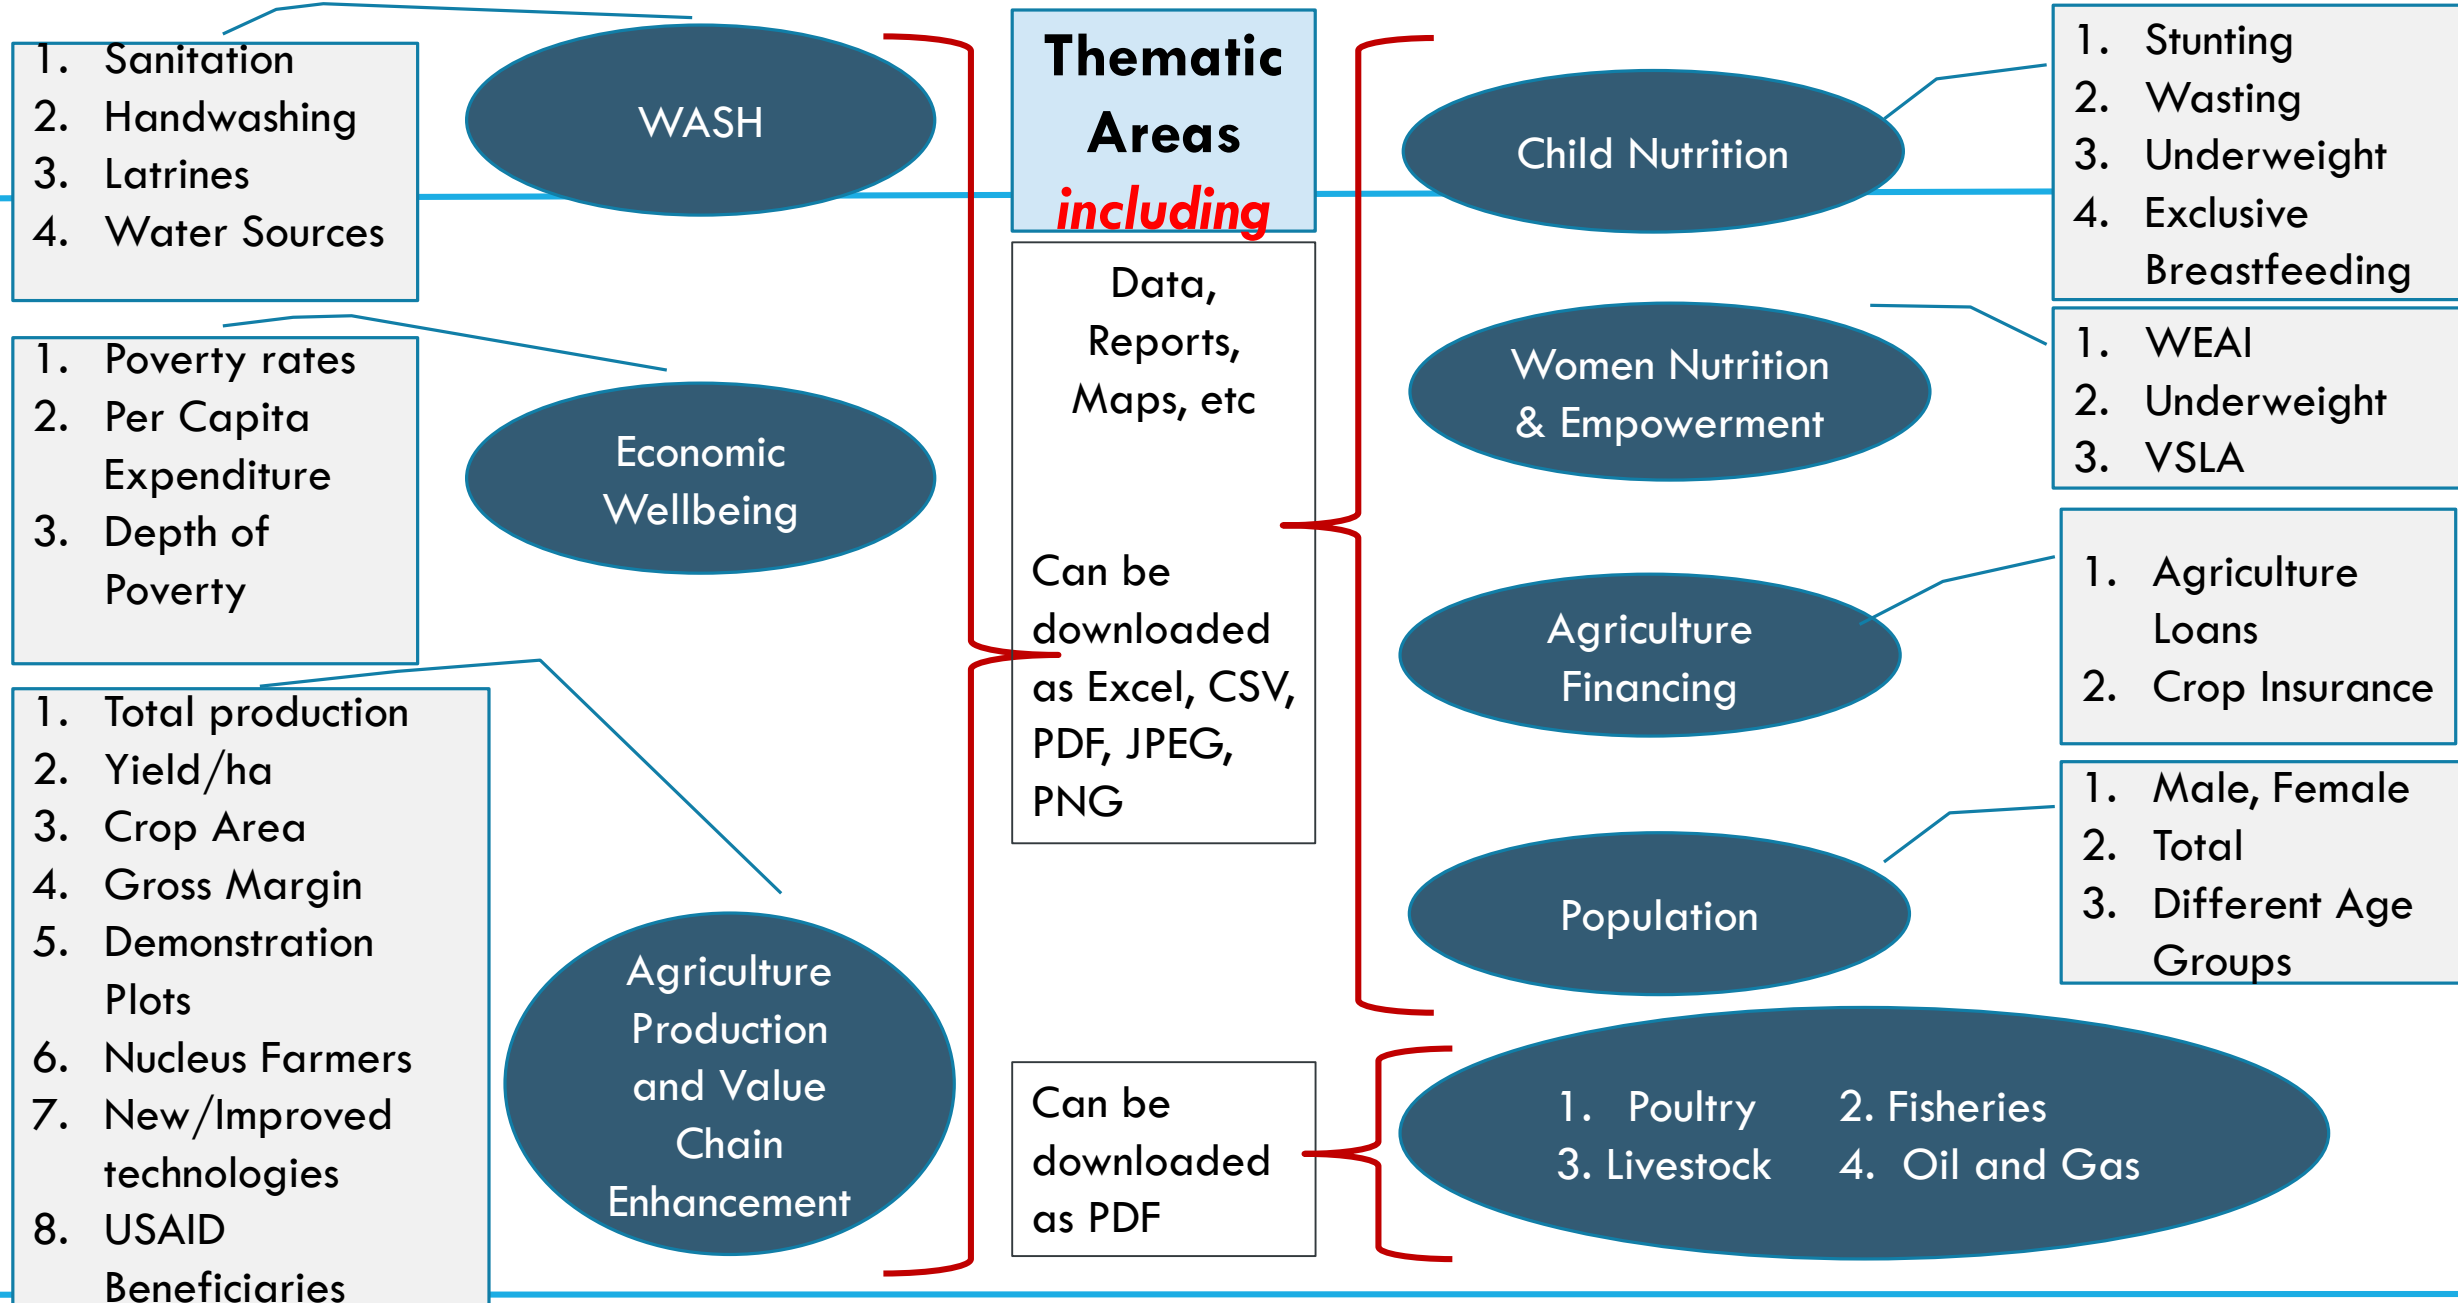 1. Sanitation
2. Handwashing
3. Latrines
4. Water Sources
WASH
1. Poverty rates
2. Per Capita
Expenditure
3. Depth of
Poverty
Economic
Wellbeing
1. Total production
2. Yield/ha
3. Crop Area
4. Gross Margin
5. Demonstration
Plots
6. Nucleus Farmers
7. New/Improved
technologies
8. USAID
Beneficiaries
Agriculture
Production
and Value
Chain
Enhancement
Thematic
Areas
including
Data,
Reports,
Maps, etc
Can be
downloaded
as Excel, CSV,
PDF, JPEG,
PNG
Can be
downloaded
as PDF
Child Nutrition
1. Stunting
2. Wasting
3. Underweight
4. Exclusive
Breastfeeding
Women Nutrition
& Empowerment
1. WEAI
2. Underweight
3. VSLA
Agriculture
Financing
1. Agriculture
Loans
2. Crop Insurance
Population
1. Male, Female
2. Total
3. Different Age
Groups
1. Poultry 2. Fisheries
3. Livestock 4. Oil and Gas